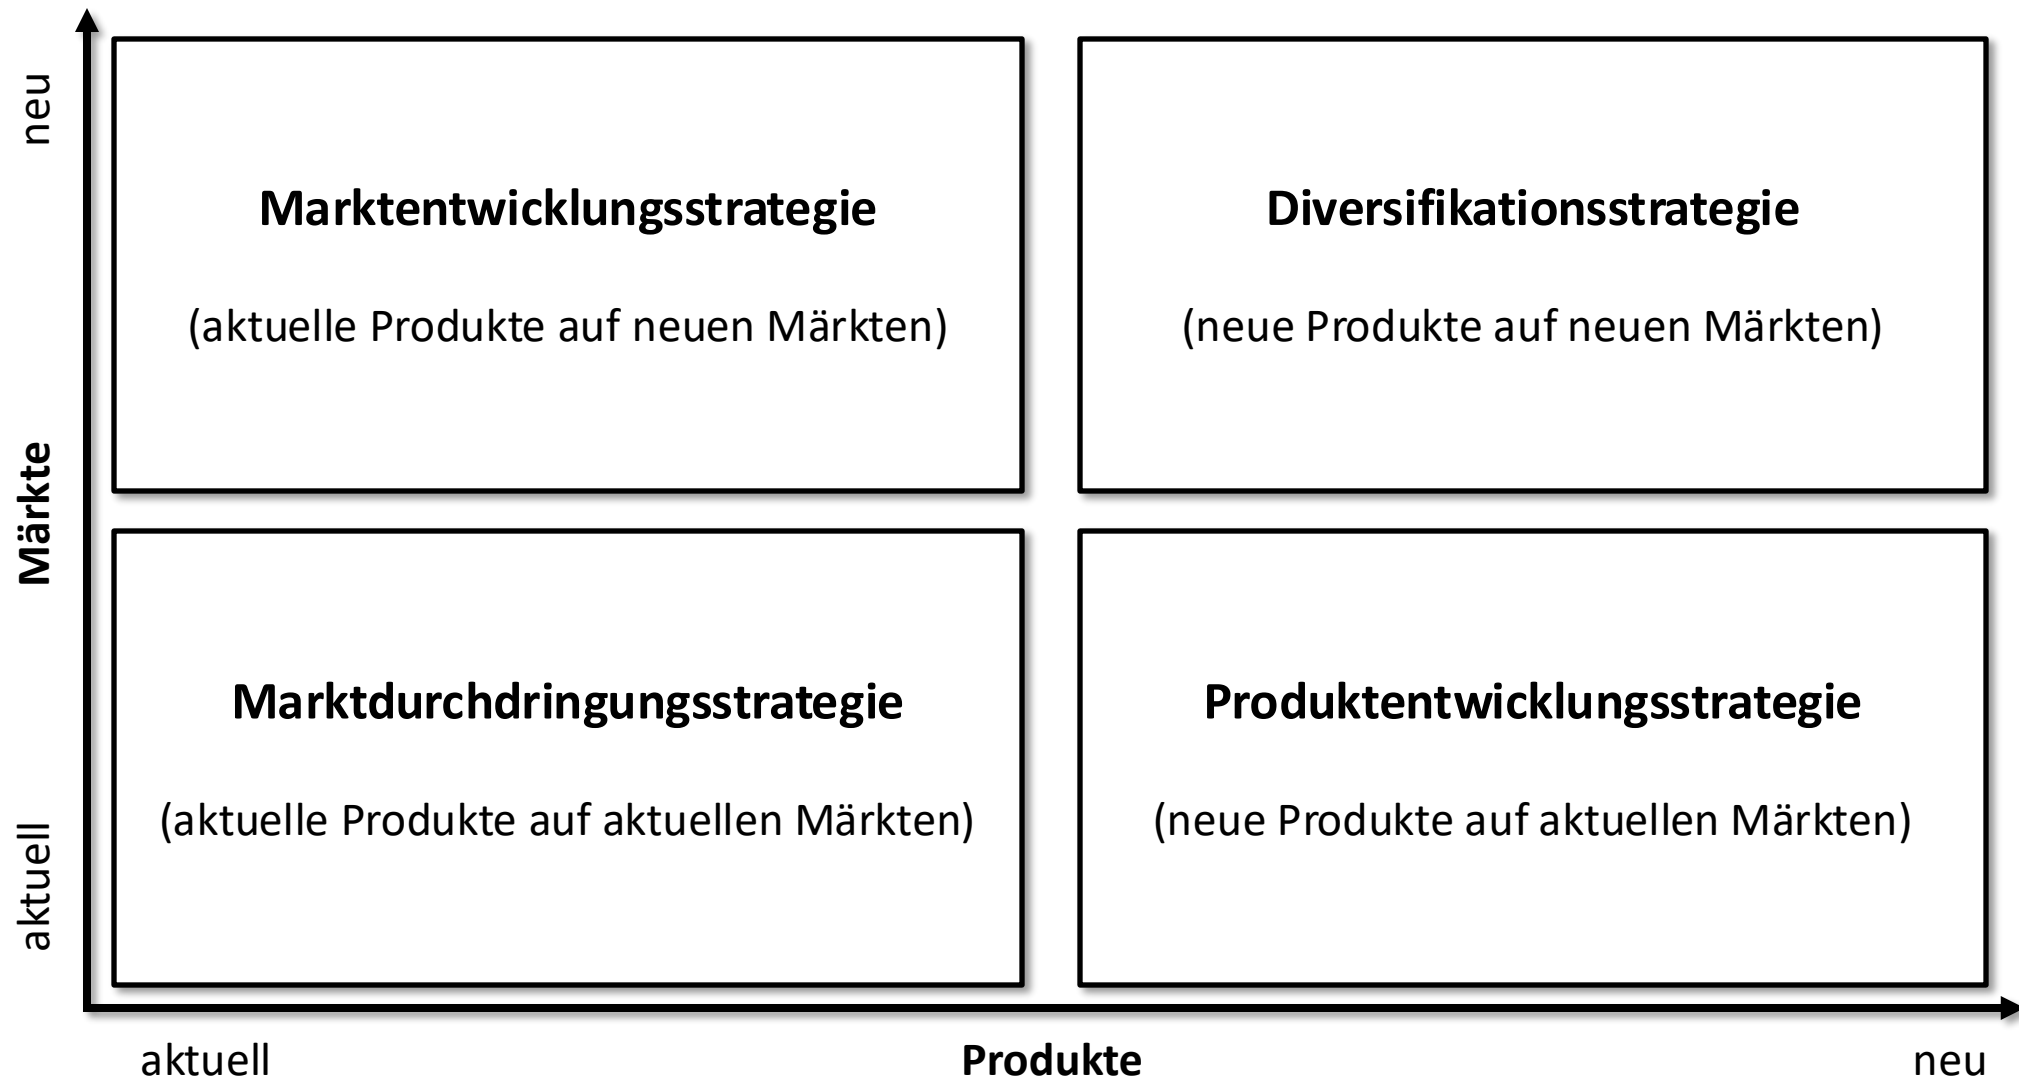 neu
Marktentwicklungsstrategie
(aktuelle Produkte auf neuen Märkten)
Diversifikationsstrategie
(neue Produkte auf neuen Märkten)
Märkte
Marktdurchdringungsstrategie
(aktuelle Produkte auf aktuellen Märkten)
Produktentwicklungsstrategie
(neue Produkte auf aktuellen Märkten)
aktuell
aktuell
Produkte
neu